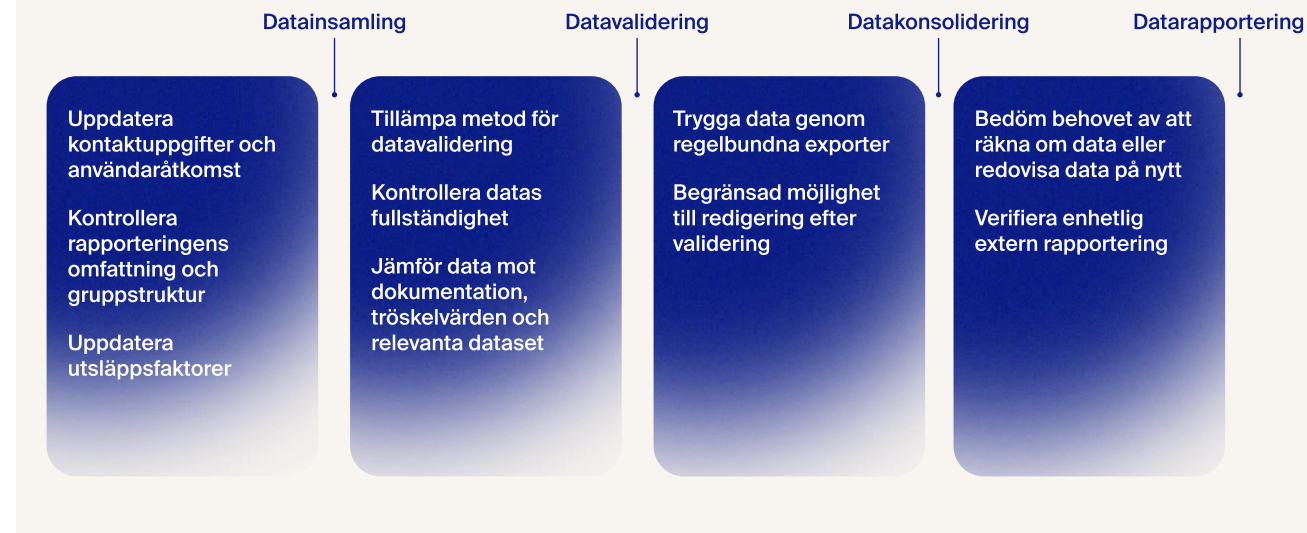 Datainsamling
Datavalidering
Datakonsolidering
Datarapportering
Uppdatera
kontaktuppgifter och
användaråtkomst
Kontrollera
rapporteringens
omfattning och
gruppstruktur
Uppdatera
utsläppsfaktorer
Tillämpa metod för
datavalidering
Kontrollera datas
fullständighet
Jämför data mot
dokumentation,
tröskelvärden och
relevanta dataset
Trygga data genom
regelbundna exporter
Begränsad möjlighet
till redigering efter
validering
Bedöm behovet av att
räkna om data eller
redovisa data på nytt
Verifiera enhetlig
extern rapportering